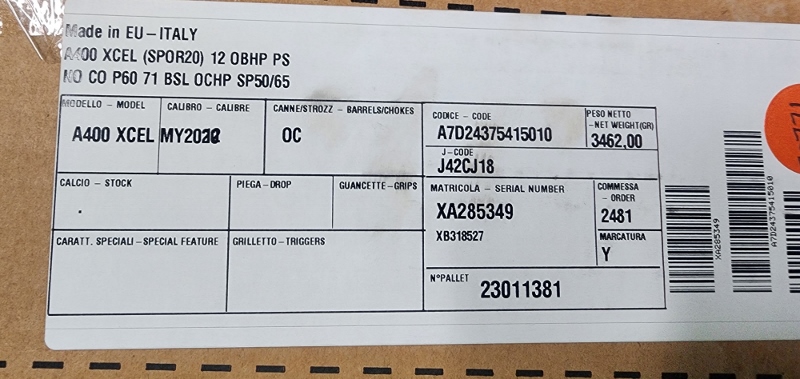 Made in EU – ITALY
A400 XCEL (SPOR20) 12 OBHP PS
NO CO P60 71 BSL OCHP SP50/65
MODELLO – MODEL
A400 XCEL
CALIBRO – CALIBRE
CANNE/STROZZ – BARRELS/CHOKES
OC
CODICE – CODE
A7D24375415010
J–CODE
J42CJ18
PESO NETTO
–NET WEIGHT(GR)
3462,00
CALCIO – STOCK
PIEGA–DROP
GUANCETTE–GRIPS
MATRICOLA – SERIAL NUMBER
XA285349
XB318527
COMMESSA
– ORDER
2481
MARCATURA
Y
CARATT. SPECIALI–SPECIAL FEATURE
GRILLETTO–TRIGGERS
N°PALLET
23011381
XA285349
A7D24375415010